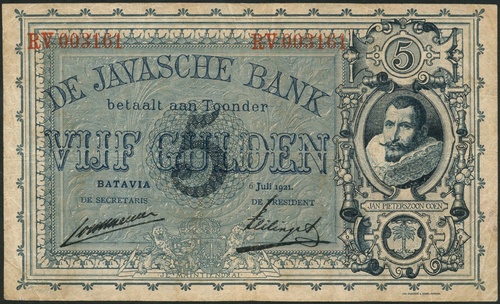 RV 003161 RV 003161
5
DE JAVASCHE BANK
betaalt aan Toonder
VIJF GULDEN
5
BATAVIA 6 Juli 1921.
DE SECRETARIS DE PRESIDENT
JAN PIETERSZOON COEN